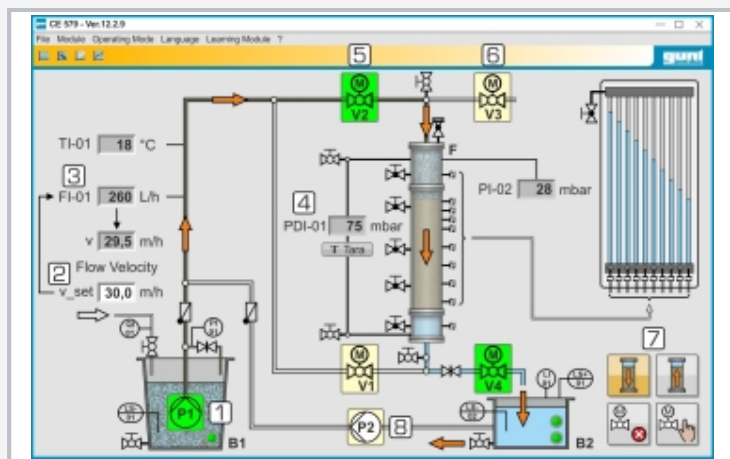 CE 579 - Ver.12.2.9
File Module Operating Mode Language Learning Module ?
gunt
5
6
M
V2
M
V3
TI-01 18 °C
F
3
FI-01 260 L/h
4
PI-02 28 mbar
PDI-01 75 mbar
v 29,5 m/h
T Tara
2 Flow Velocity
v_set 30,0 m/h
7
M
V1
M
V4
P1 1
P2 8
B1
B2
M
M